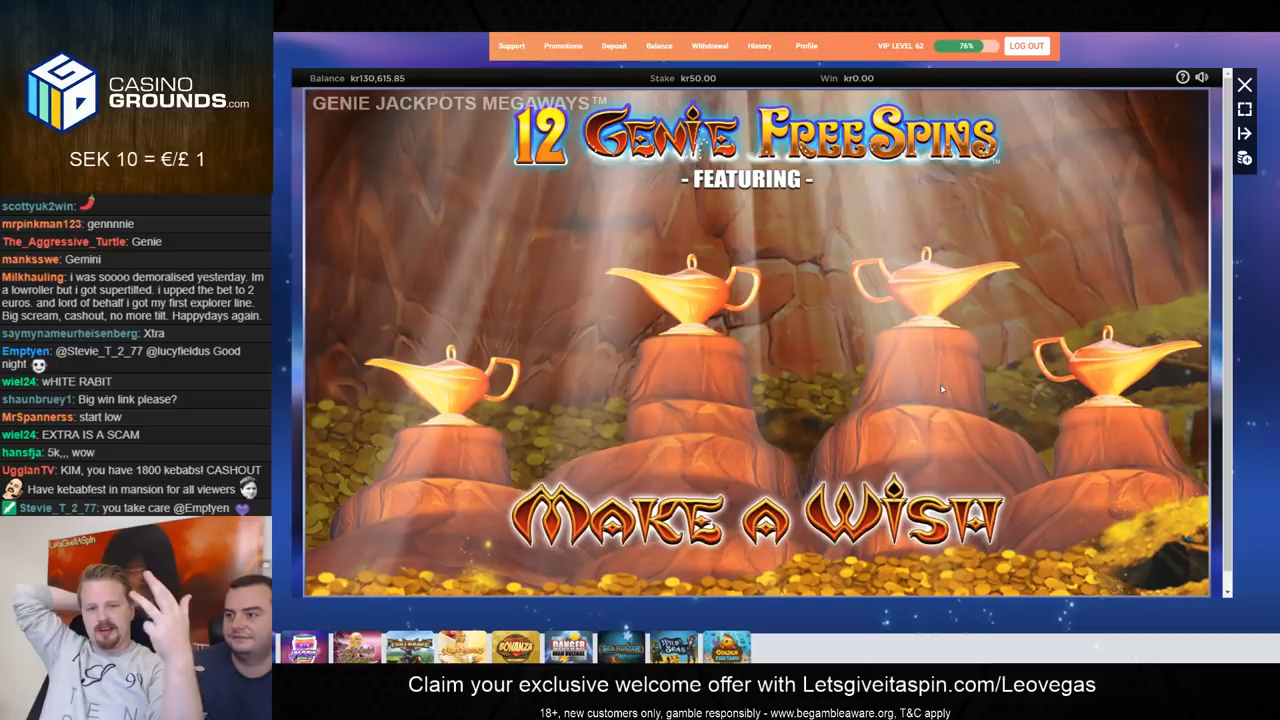 CASINO
GROUNDS.com
SEK 10 = €/£ 1
scottyuk2win:
mrpinkman123: gennnnie
The_Aggressive_Turtle: Genie
manksswe: Gemini
Milkhauling: i was soooo demoralised yesterday. Im
a lowroller but i got supertilted. i upped the bet to 2
euros. and lord of behalf i got my first explorer line.
Big scream, cashout, no more tilt. Happydays again.
saymynameurheisenberg: Xtra
Emptyen: @Stevie_T_2_77 @lucyfieldus Good
night
wiel24: wHITE RABIT
shaunbruey1: Big win link please?
MrSpannerss: start low
wiel24: EXTRA IS A SCAM
hansfja: 5k,,, wow
UggianTV: KIM, you have 1800 kebabs! CASHOUT
Have kebabfest in mansion for all viewers
Stevie_T_2_77: you take care @Emptyen
LetsGiveItASpin
Support Promotions Deposit Balance Withdrawal History Profile VIP LEVEL 62 76% LOG OUT
Balance kr130,615.85 Stake kr50.00 Win kr0.00
GENIE JACKPOTS MEGAWAYS™
12 GENIE FREE SPINS™
- FEATURING -
MAKE A WISH
BONANZA
DANGER
Claim your exclusive welcome offer with Letsgiveitaspin.com/Leovegas
18+, new customers only, gamble responsibly - www.begambleaware.org, T&C apply